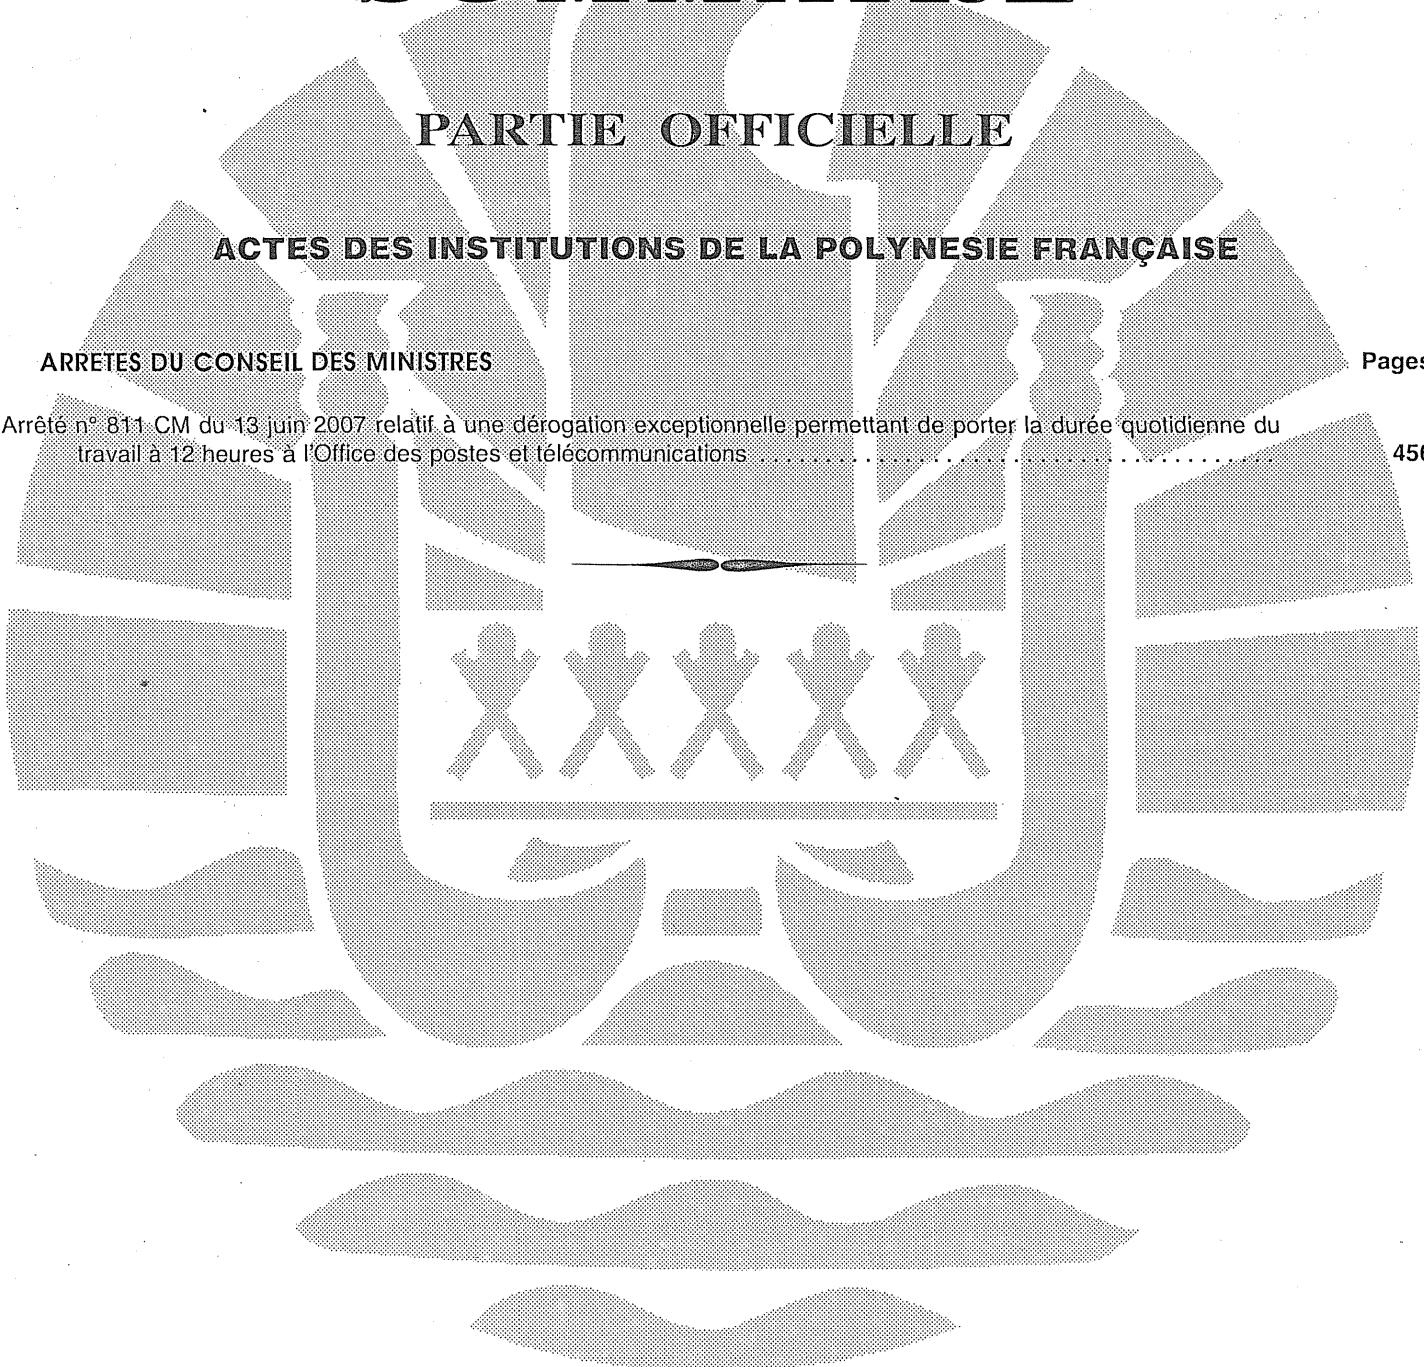 PARTIE OFFICIELLE
ACTES DES INSTITUTIONS DE LA POLYNESIE FRANÇAISE
ARRETES DU CONSEIL DES MINISTRES Pages
Arrêté n° 811 CM du 13 juin 2007 relatif à une dérogation exceptionnelle permettant de porter la durée quotidienne du
travail à 12 heures à l'Office des postes et télécommunications ........................................ 456